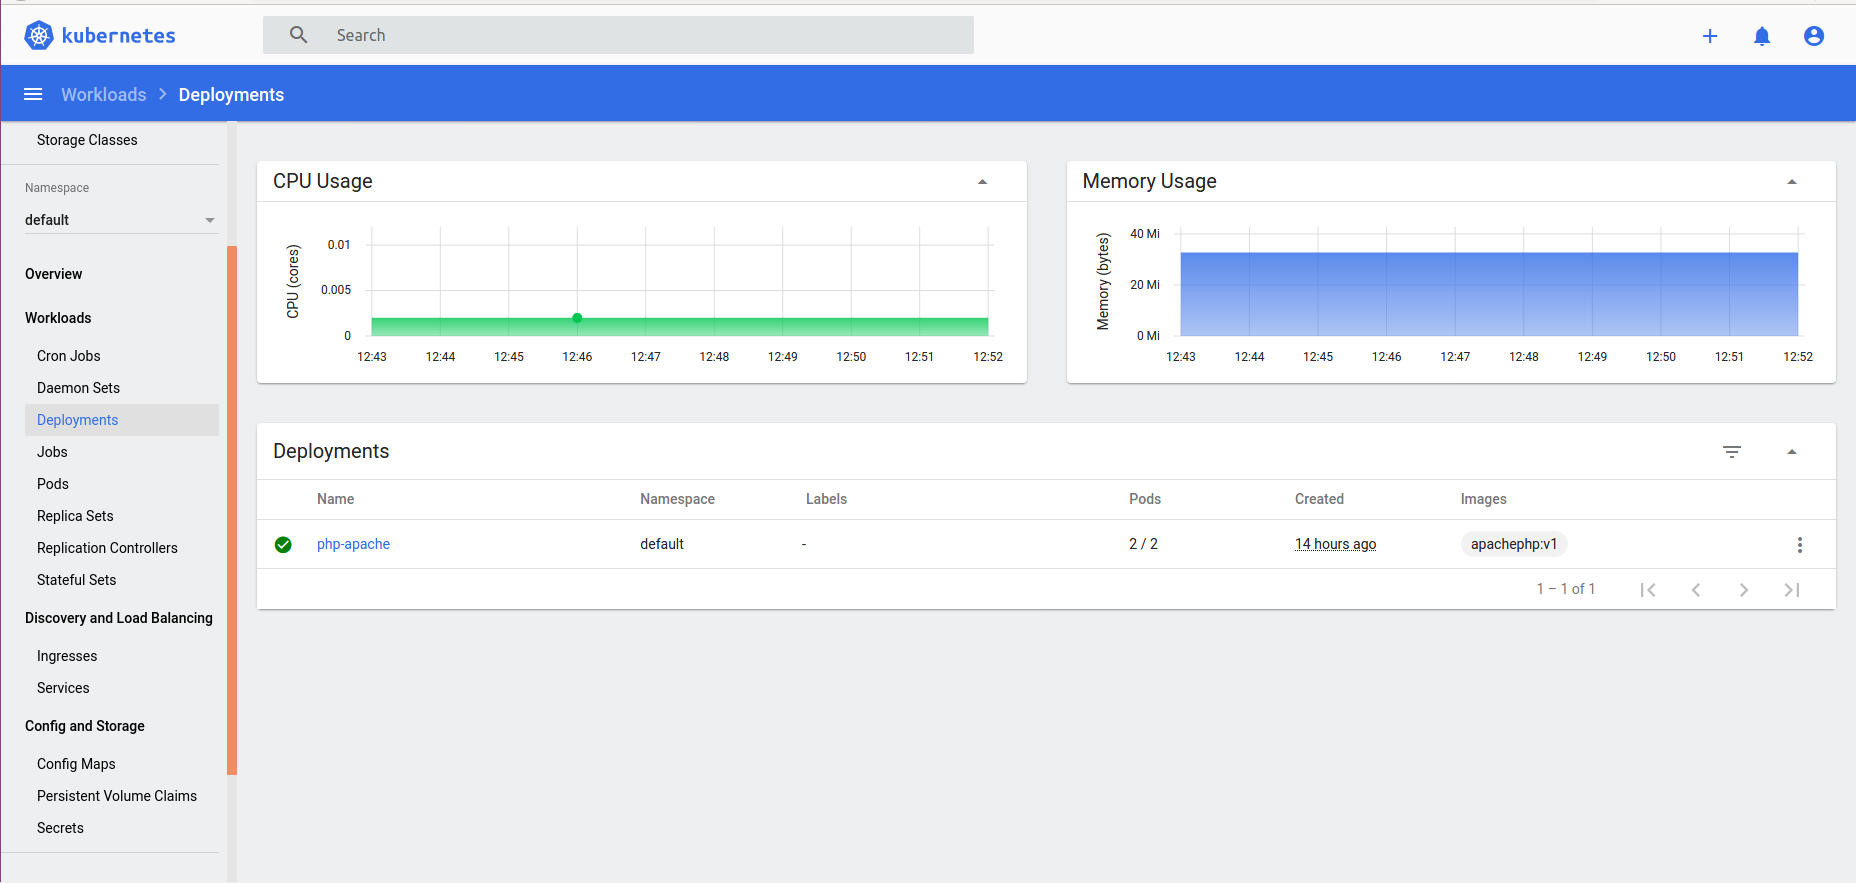 kubernetes
Search
Workloads > Deployments
Storage Classes
Namespace
default
Overview
Workloads
Cron Jobs
Daemon Sets
Deployments
Jobs
Pods
Replica Sets
Replication Controllers
Stateful Sets
Discovery and Load Balancing
Ingresses
Services
Config and Storage
Config Maps
Persistent Volume Claims
Secrets
CPU Usage
CPU (cores)
0.01
0.005
0
12:43 12:44 12:45 12:46 12:47 12:48 12:49 12:50 12:51 12:52
Memory Usage
Memory (bytes)
40 Mi
20 Mi
0 Mi
12:43 12:44 12:45 12:46 12:47 12:48 12:49 12:50 12:51 12:52
Deployments
Name Namespace Labels Pods Created Images
php-apache default - 2 / 2 14 hours ago apachephp:v1
1 – 1 of 1